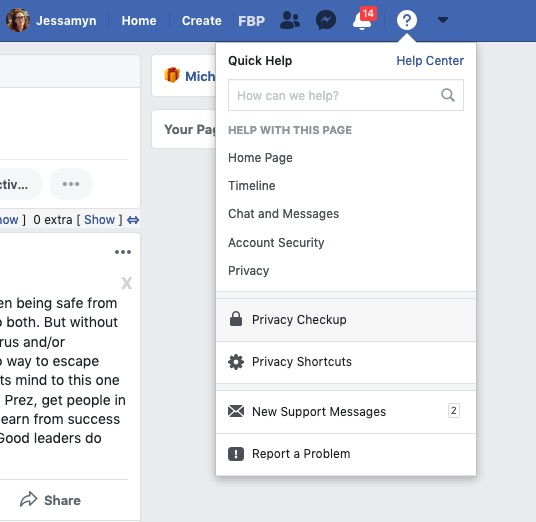 Jessamyn Home Create FBP 14 ?
Mich
Your Pag
ctiv...
now ] 0 extra [ Show ]
X
en being safe from
o both. But without
rus and/or
o way to escape
ts mind to this one
Prez, get people in
earn from success
Good leaders do
Share
Quick Help Help Center
How can we help?
HELP WITH THIS PAGE
Home Page
Timeline
Chat and Messages
Account Security
Privacy
Privacy Checkup
Privacy Shortcuts
New Support Messages 2
Report a Problem